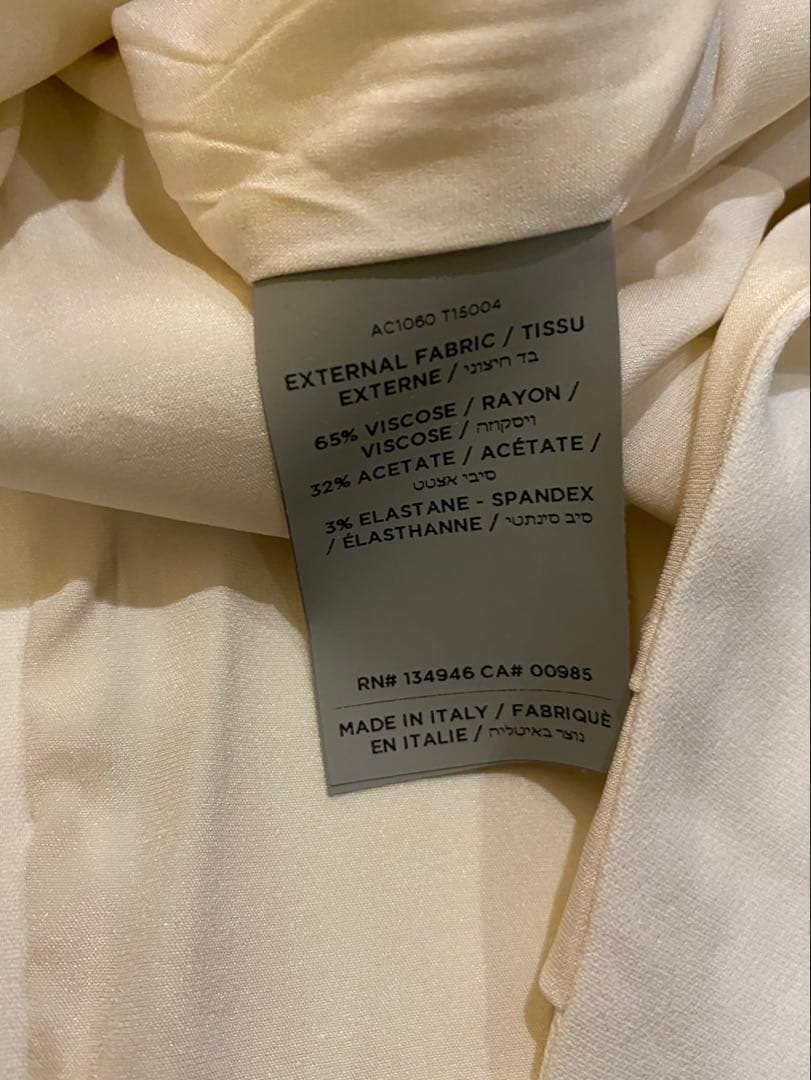 AC1060 T15004
EXTERNAL FABRIC / TISSU
EXTERNE / בד חיצוני
65% VISCOSE / RAYON /
VISCOSE / ויסקוזה
32% ACETATE / ACÉTATE /
סיבי אצטט
3% ELASTANE - SPANDEX
/ ÉLASTHANNE / סיב סינתטי
RN# 134946 CA# 00985
MADE IN ITALY / FABRIQUÈ
EN ITALIE / נוצר באיטליה